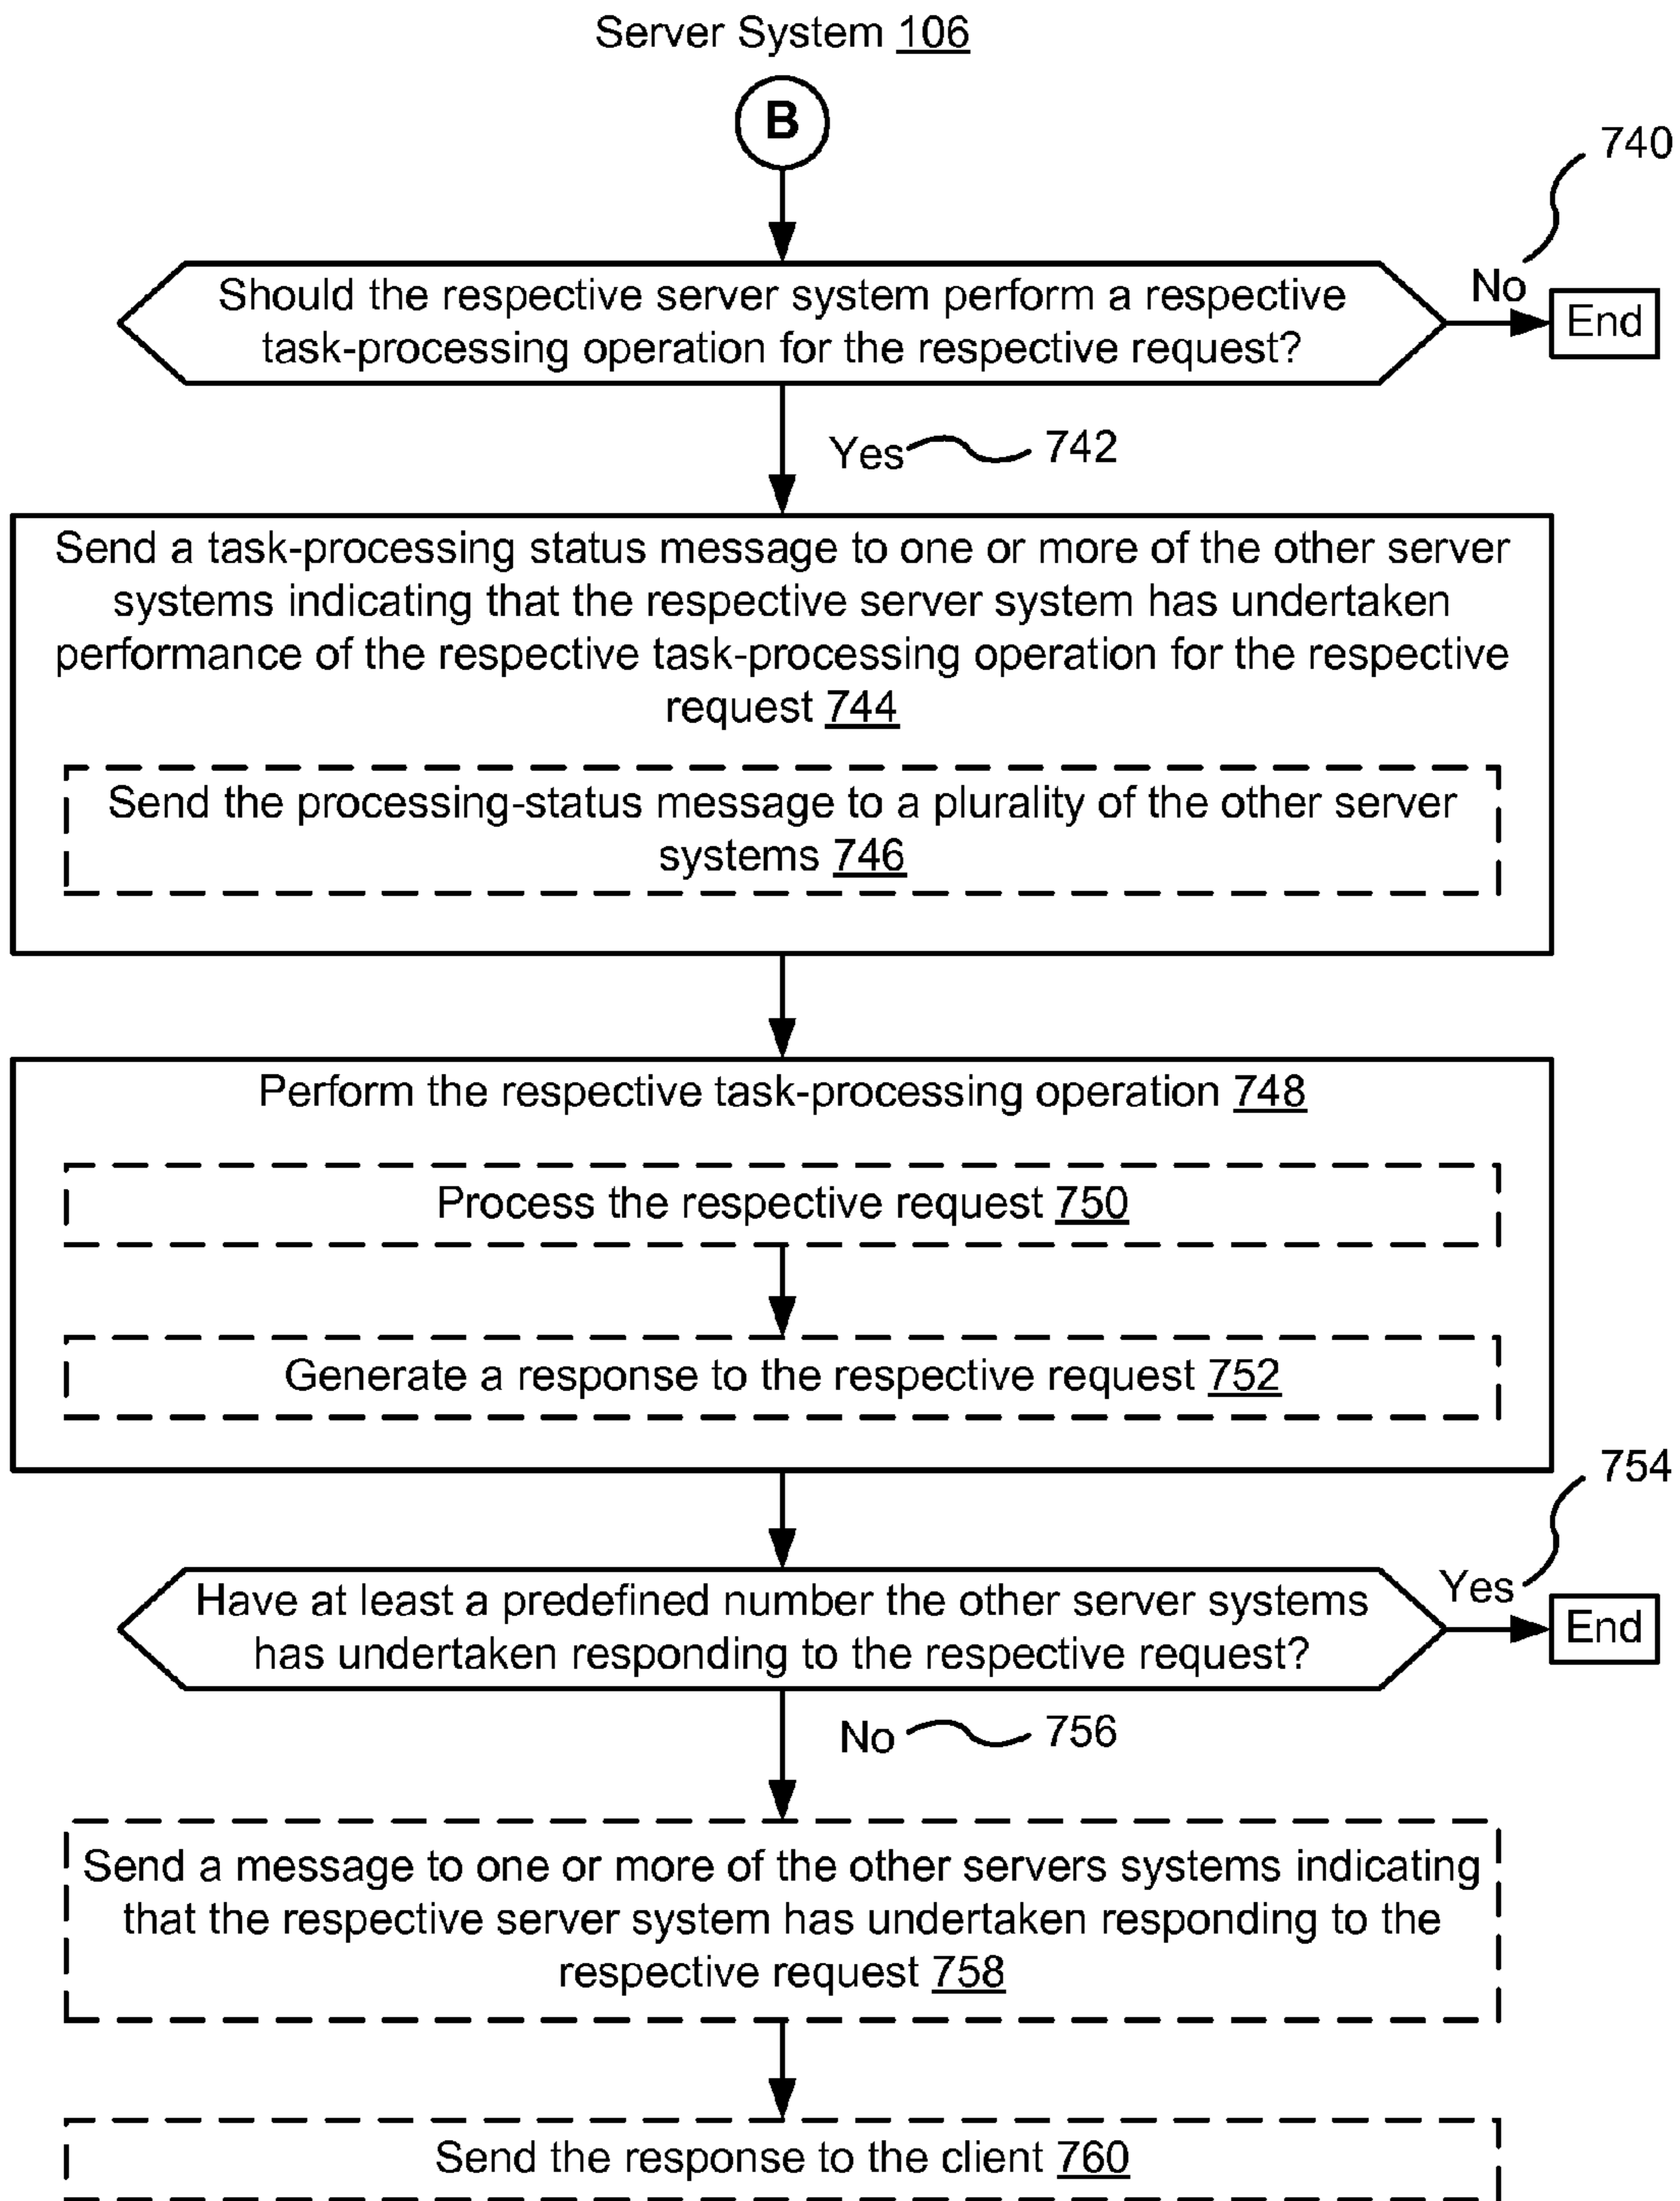 Server System 106
B
740
Should the respective server system perform a respective
task-processing operation for the respective request?
No
End
Yes
742
Send a task-processing status message to one or more of the other server
systems indicating that the respective server system has undertaken
performance of the respective task-processing operation for the respective
request 744
Send the processing-status message to a plurality of the other server
systems 746
Perform the respective task-processing operation 748
Process the respective request 750
Generate a response to the respective request 752
754
Have at least a predefined number the other server systems
has undertaken responding to the respective request?
Yes
End
No
756
Send a message to one or more of the other servers systems indicating
that the respective server system has undertaken responding to the
respective request 758
Send the response to the client 760